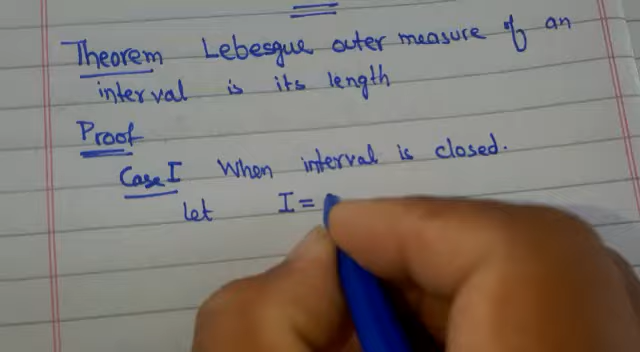 Theorem Lebesgue outer measure of an
interval is its length
Proof
Case I When interval is closed.
let I =